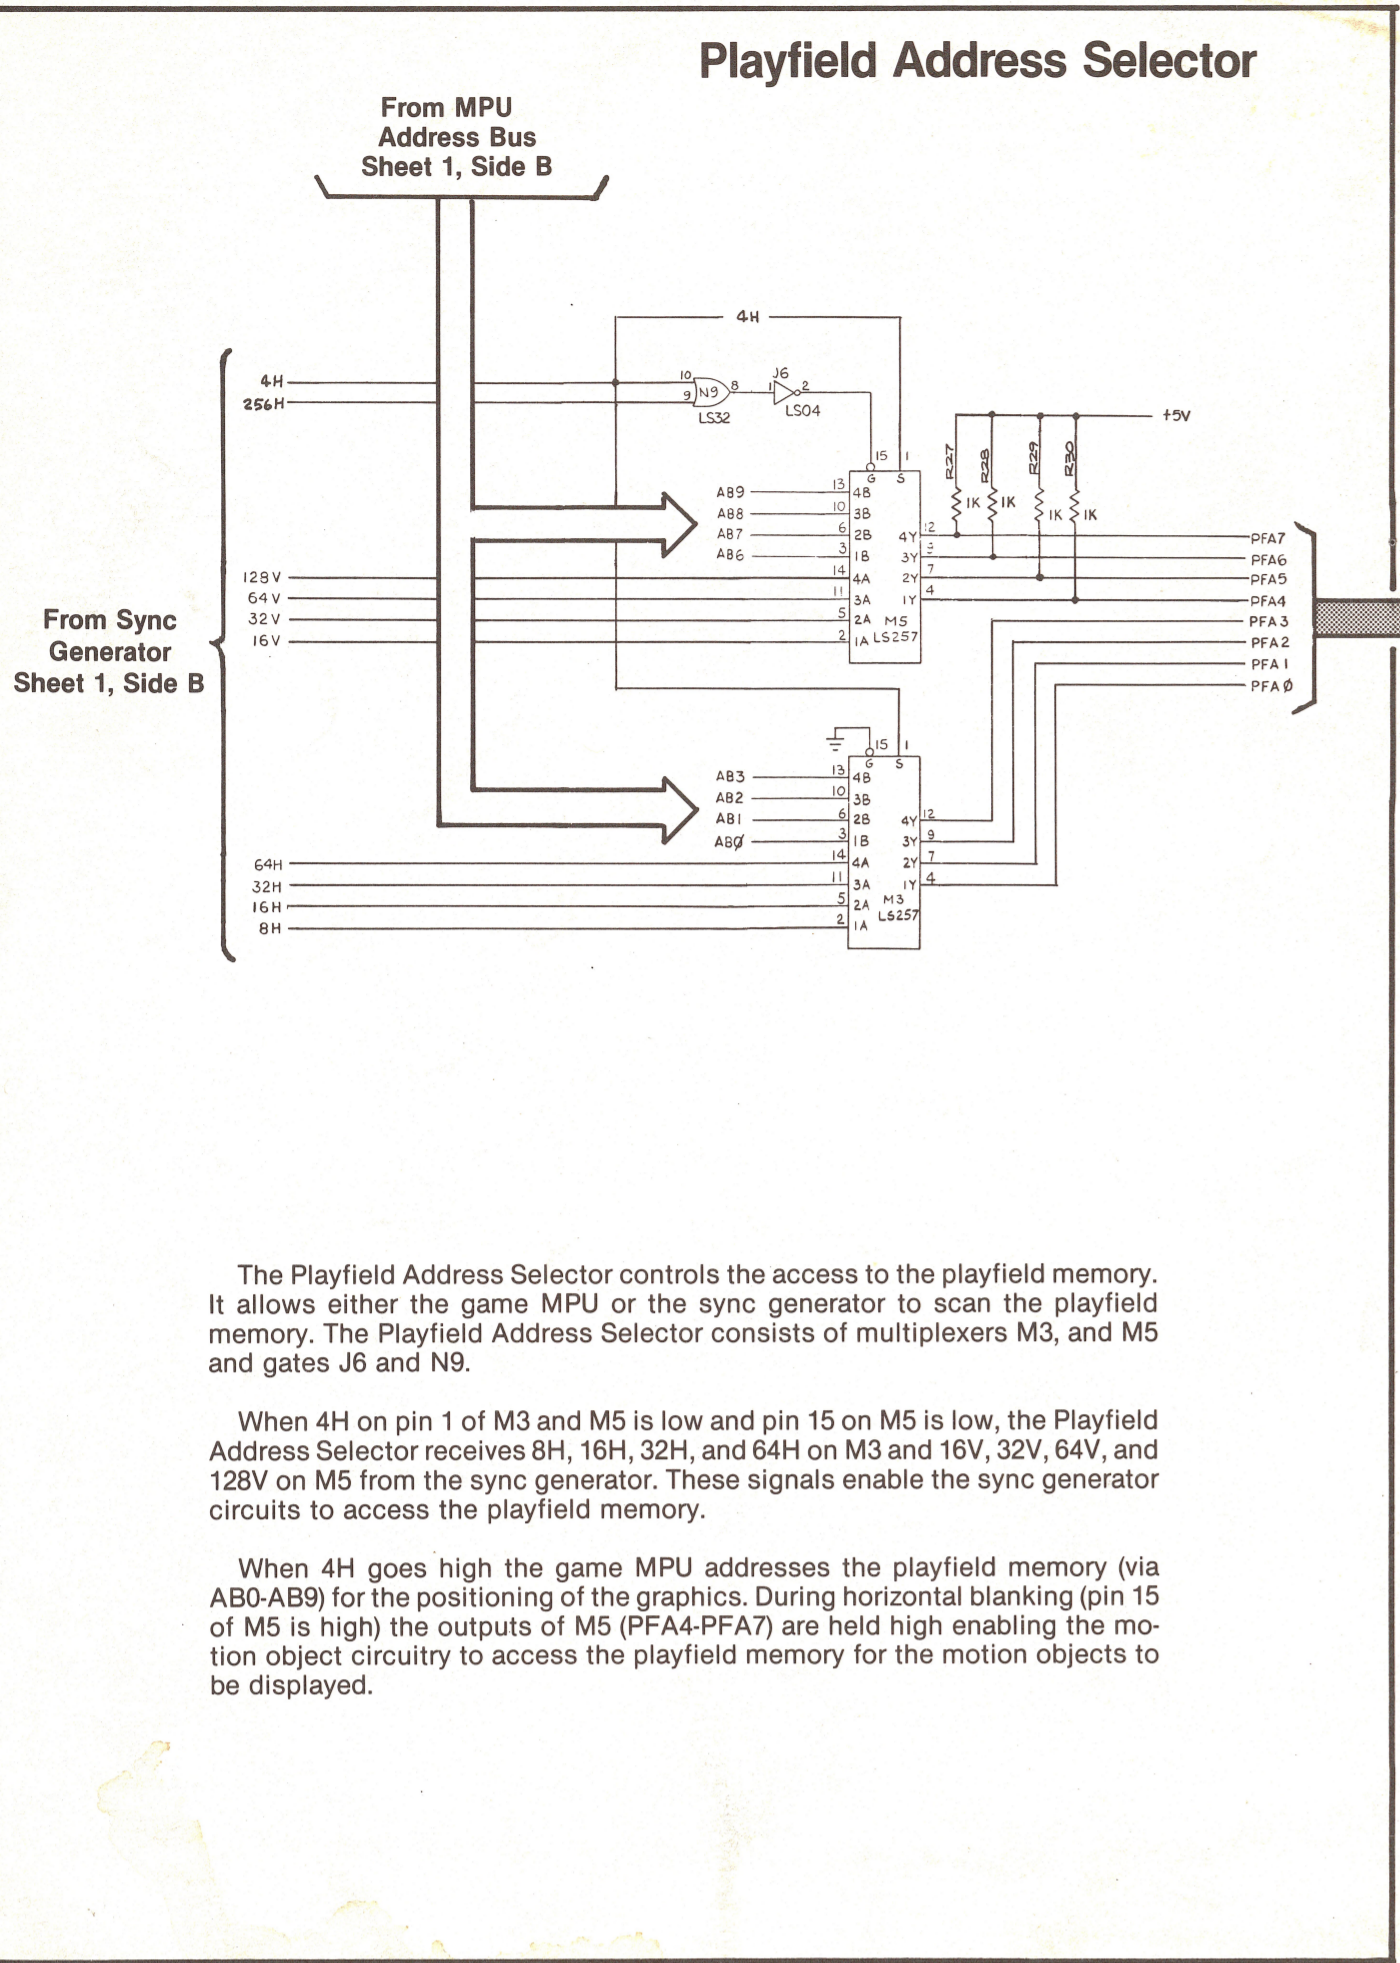 Playfield Address Selector
From MPU
Address Bus
Sheet 1, Side B
4H
4H
256H
10
9
N9
8
LS32
J6
1
2
LS04
+5V
R27
R28
R29
R30
1K
1K
1K
1K
15
1
G
S
AB9
13
4B
AB8
10
3B
AB7
6
2B
AB6
3
1B
128V
14
4A
64V
11
3A
32V
5
2A
16V
2
1A
M5
LS257
4Y
12
3Y
9
2Y
7
1Y
4
PFA7
PFA6
PFA5
PFA4
PFA3
PFA2
PFA1
PFAØ
From Sync
Generator
Sheet 1, Side B
15
1
G
S
AB3
13
4B
AB2
10
3B
AB1
6
2B
ABØ
3
1B
64H
14
4A
32H
11
3A
16H
5
2A
8H
2
1A
M3
LS257
4Y
12
3Y
9
2Y
7
1Y
4
The Playfield Address Selector controls the access to the playfield memory.
It allows either the game MPU or the sync generator to scan the playfield
memory. The Playfield Address Selector consists of multiplexers M3, and M5
and gates J6 and N9.
When 4H on pin 1 of M3 and M5 is low and pin 15 on M5 is low, the Playfield
Address Selector receives 8H, 16H, 32H, and 64H on M3 and 16V, 32V, 64V, and
128V on M5 from the sync generator. These signals enable the sync generator
circuits to access the playfield memory.
When 4H goes high the game MPU addresses the playfield memory (via
AB0-AB9) for the positioning of the graphics. During horizontal blanking (pin 15
of M5 is high) the outputs of M5 (PFA4-PFA7) are held high enabling the mo-
tion object circuitry to access the playfield memory for the motion objects to
be displayed.